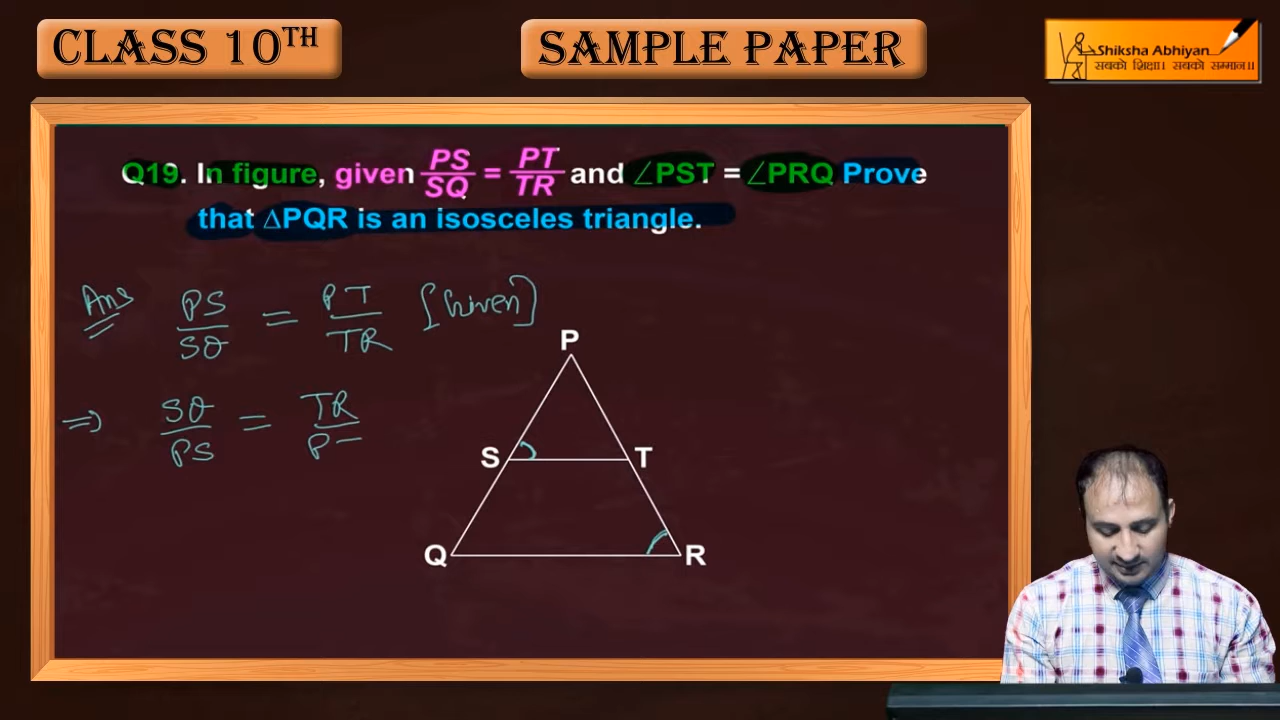 CLASS 10TH
SAMPLE PAPER
Shiksha Abhiyan
सबको शिक्षा। सबको सम्मान।।
Q19. In figure, given PS/SQ = PT/TR and ∠PST = ∠PRQ Prove
that ΔPQR is an isosceles triangle.
Ans PS/SQ = PT/TR [Given]
⇒ SQ/PS = TR/PT
P
S T
Q R